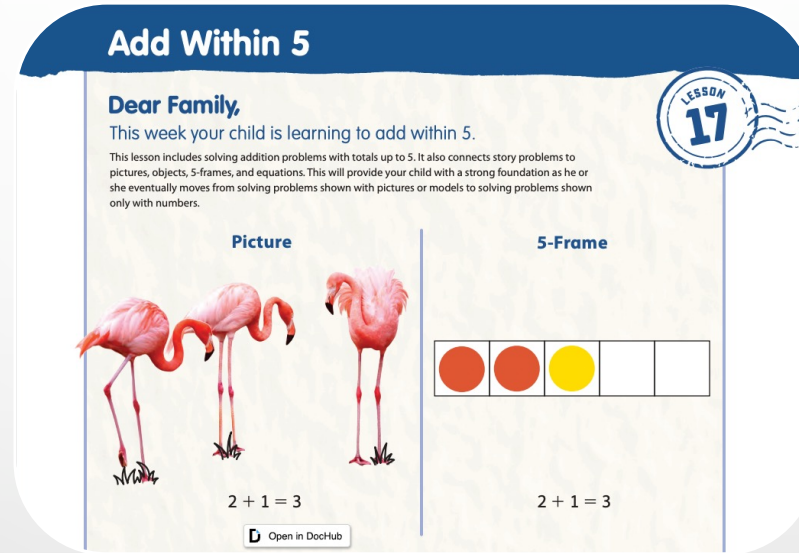 Add Within 5
LESSON
17
Dear Family,
This week your child is learning to add within 5.
This lesson includes solving addition problems with totals up to 5. It also connects story problems to
pictures, objects, 5-frames, and equations. This will provide your child with a strong foundation as he or
she eventually moves from solving problems shown with pictures or models to solving problems shown
only with numbers.
Picture
5-Frame
2 + 1 = 3
2 + 1 = 3
Open in DocHub